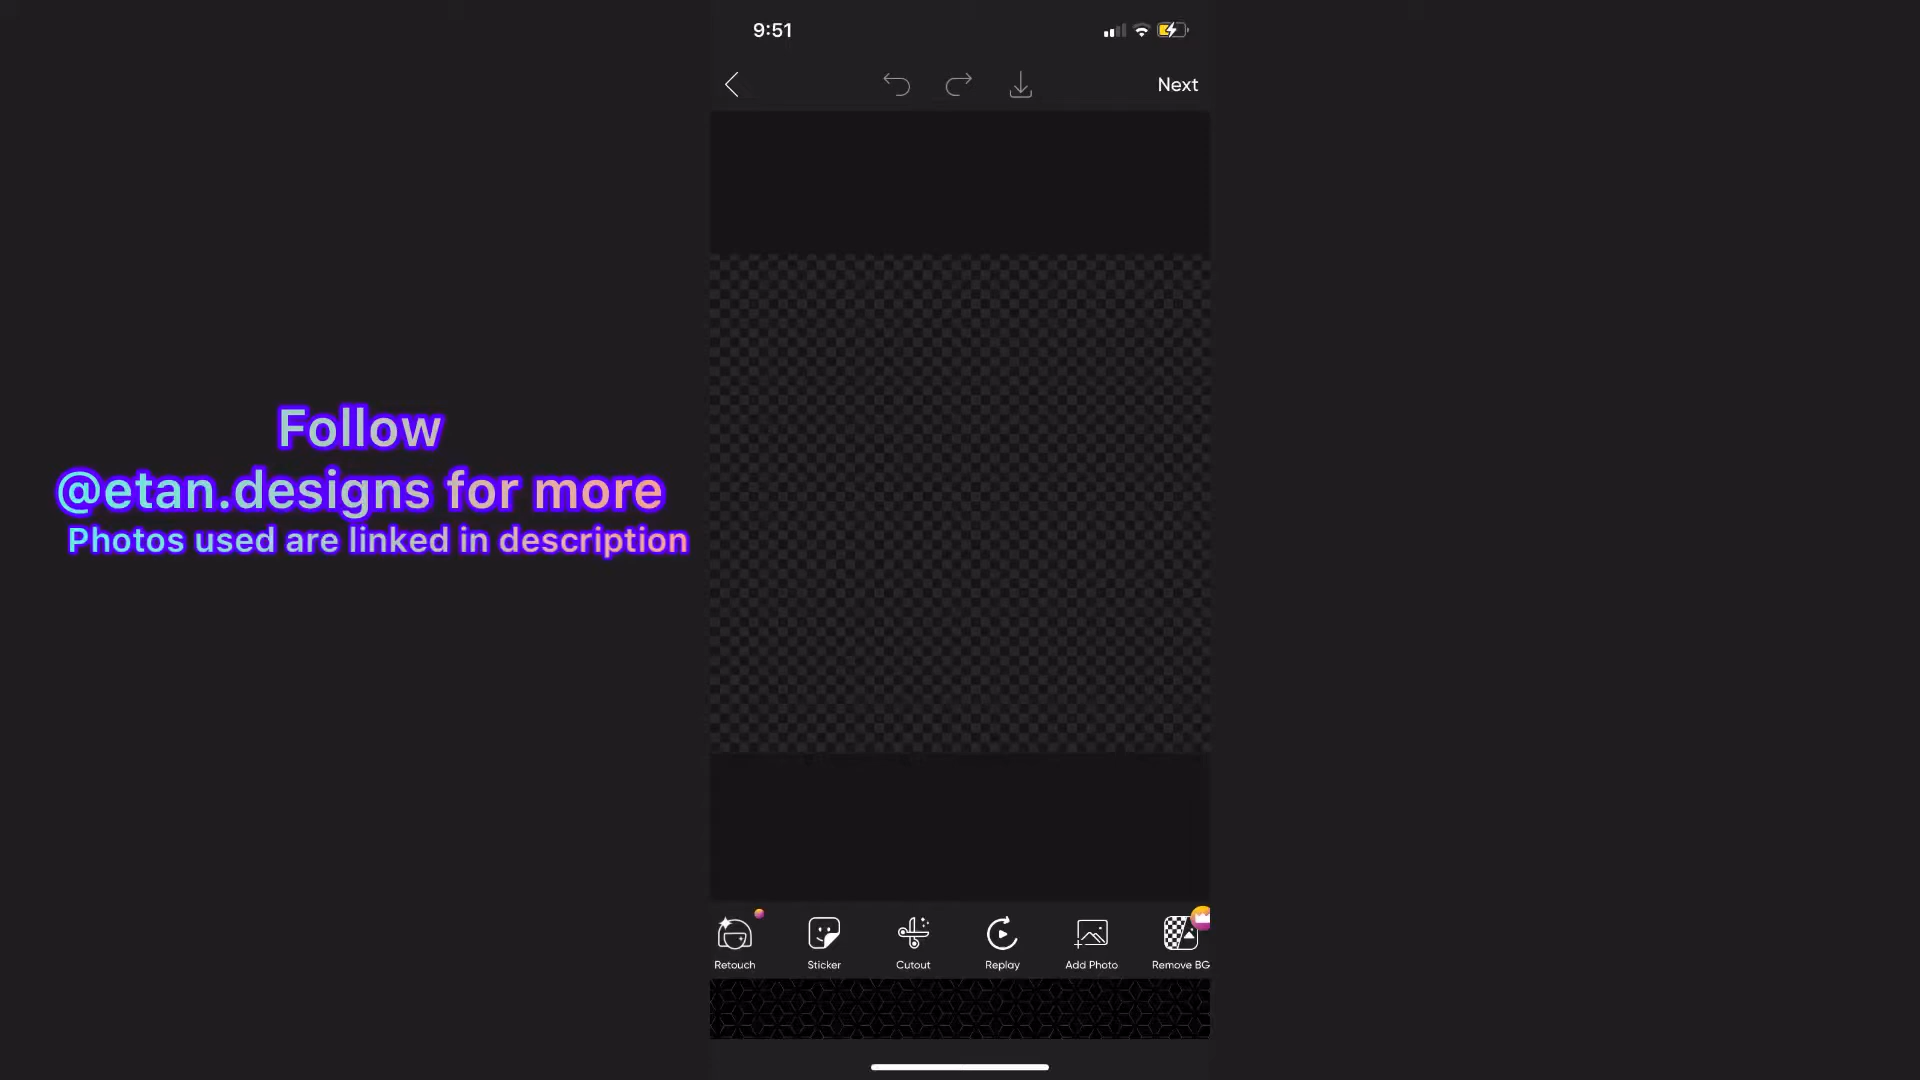 9:51
Next
Follow
@etan.designs for more
Photos used are linked in description
Retouch
Sticker
Cutout
Replay
Add Photo
Remove BG